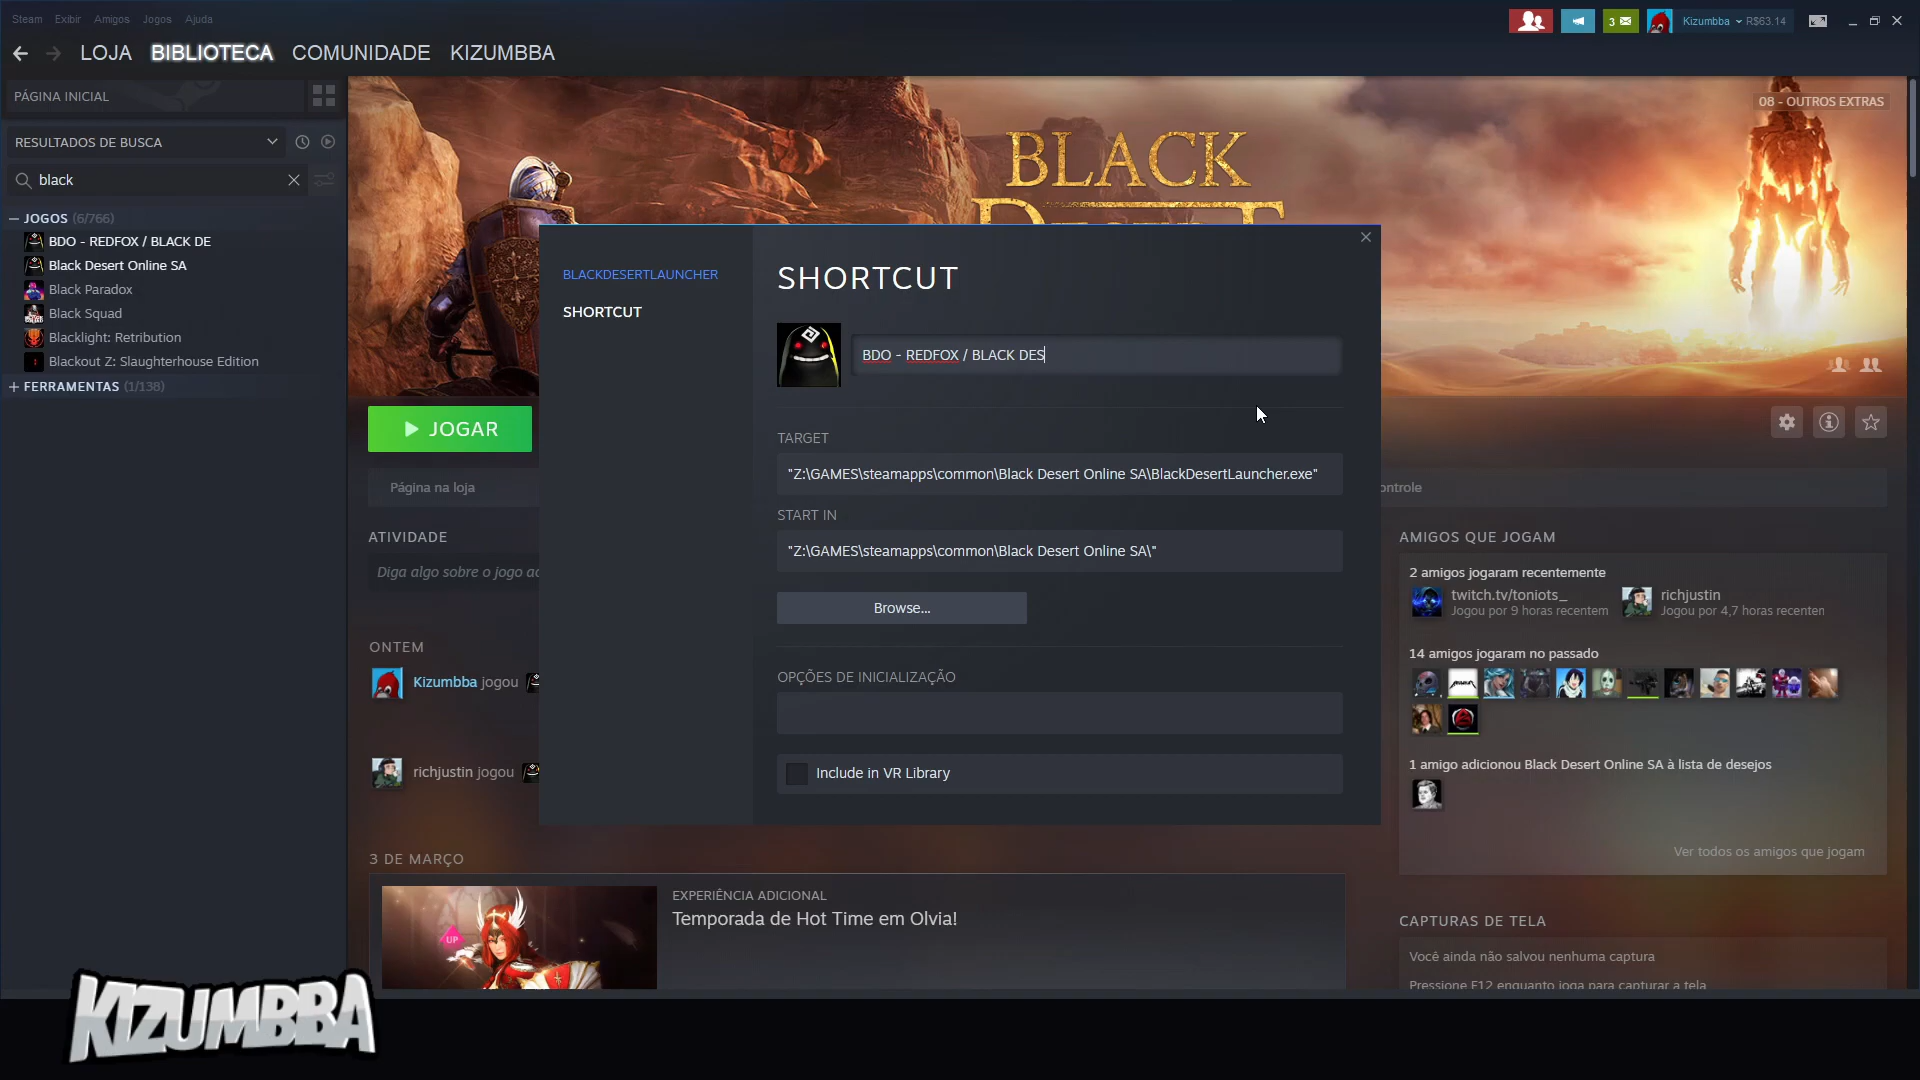 Steam Exibir Amigos Jogos Ajuda
3 Kizumbba R$63.14
LOJA BIBLIOTECA COMUNIDADE KIZUMBBA
PÁGINA INICIAL
08 - OUTROS EXTRAS
RESULTADOS DE BUSCA
black
JOGOS (6/766)
BDO - REDFOX / BLACK DE
Black Desert Online SA
Black Paradox
Black Squad
Blacklight: Retribution
Blackout Z: Slaughterhouse Edition
FERRAMENTAS (1/138)
BLACK
BLACKDESERTLAUNCHER
SHORTCUT
SHORTCUT
BDO - REDFOX / BLACK DES
TARGET
"Z:\GAMES\steamapps\common\Black Desert Online SA\BlackDesertLauncher.exe"
START IN
"Z:\GAMES\steamapps\common\Black Desert Online SA\"
Browse...
OPÇÕES DE INICIALIZAÇÃO
Include in VR Library
JOGAR
Página na loja
ontrole
ATIVIDADE
Diga algo sobre o jogo ao
ONTEM
Kizumbba jogou
richjustin jogou
3 DE MARÇO
UP
EXPERIÊNCIA ADICIONAL
Temporada de Hot Time em Olvia!
AMIGOS QUE JOGAM
2 amigos jogaram recentemente
twitch.tv/toniots_
Jogou por 9 horas recentem
richjustin
Jogou por 4,7 horas recenten
14 amigos jogaram no passado
1 amigo adicionou Black Desert Online SA à lista de desejos
Ver todos os amigos que jogam
CAPTURAS DE TELA
Você ainda não salvou nenhuma captura
Pressione F12 enquanto joga para capturar a tela
KIZUMBBA